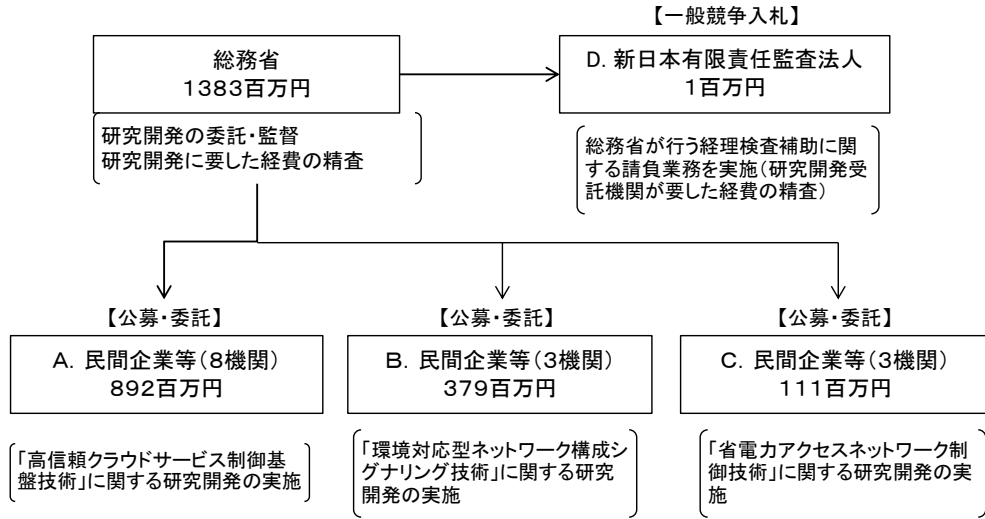 【一般競争入札】
総務省
1383百万円
D. 新日本有限責任監査法人
1百万円
研究開発の委託・監督
研究開発に要した経費の精査
総務省が行う経理検査補助に関
する請負業務を実施（研究開発受
託機関が要した経費の精査）
【公募・委託】
A. 民間企業等（8機関）
892百万円
「高信頼クラウドサービス制御基
盤技術」に関する研究開発の実施
【公募・委託】
B. 民間企業等（3機関）
379百万円
「環境対応型ネットワーク構成シ
グナリング技術」に関する研究
開発の実施
【公募・委託】
C. 民間企業等（3機関）
111百万円
「省電力アクセスネットワーク制
御技術」に関する研究開発の実
施